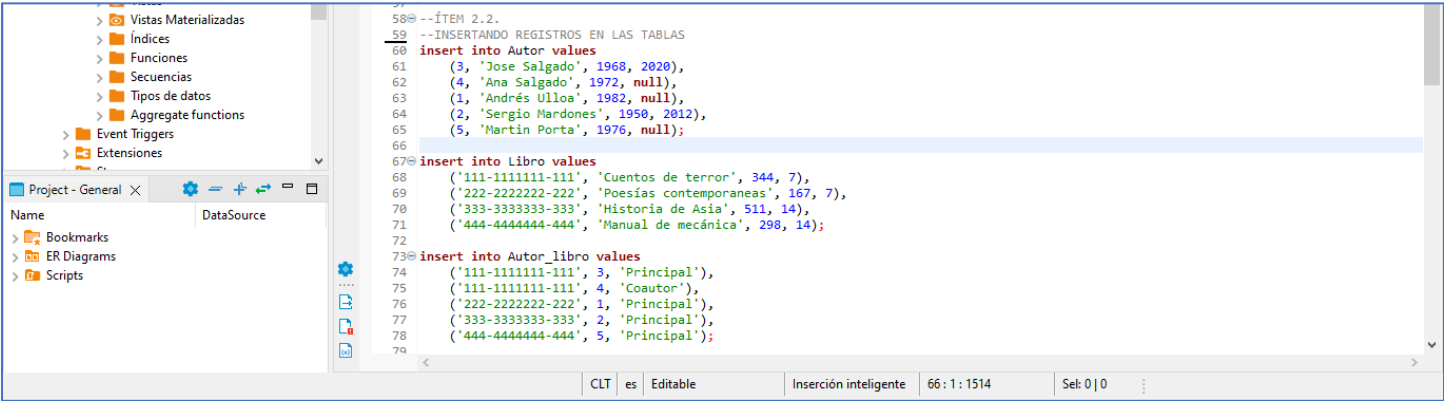 Vistas Materializadas
Índices
Funciones
Secuencias
Tipos de datos
Aggregate functions
Event Triggers
Extensiones
Project - General
Name DataSource
Bookmarks
ER Diagrams
Scripts
58 --ÍTEM 2.2.
59 --INSERTANDO REGISTROS EN LAS TABLAS
60 insert into Autor values
61 (3, 'Jose Salgado', 1968, 2020),
62 (4, 'Ana Salgado', 1972, null),
63 (1, 'Andrés Ulloa', 1982, null),
64 (2, 'Sergio Mardones', 1950, 2012),
65 (5, 'Martin Porta', 1976, null);
66
67 insert into Libro values
68 ('111-1111111-111', 'Cuentos de terror', 344, 7),
69 ('222-2222222-222', 'Poesías contemporaneas', 167, 7),
70 ('333-3333333-333', 'Historia de Asia', 511, 14),
71 ('444-4444444-444', 'Manual de mecánica', 298, 14);
72
73 insert into Autor_libro values
74 ('111-1111111-111', 3, 'Principal'),
75 ('111-1111111-111', 4, 'Coautor'),
76 ('222-2222222-222', 1, 'Principal'),
77 ('333-3333333-333', 2, 'Principal'),
78 ('444-4444444-444', 5, 'Principal');
79
CLT es Editable Inserción inteligente 66 : 1 : 1514 Sel: 0 | 0